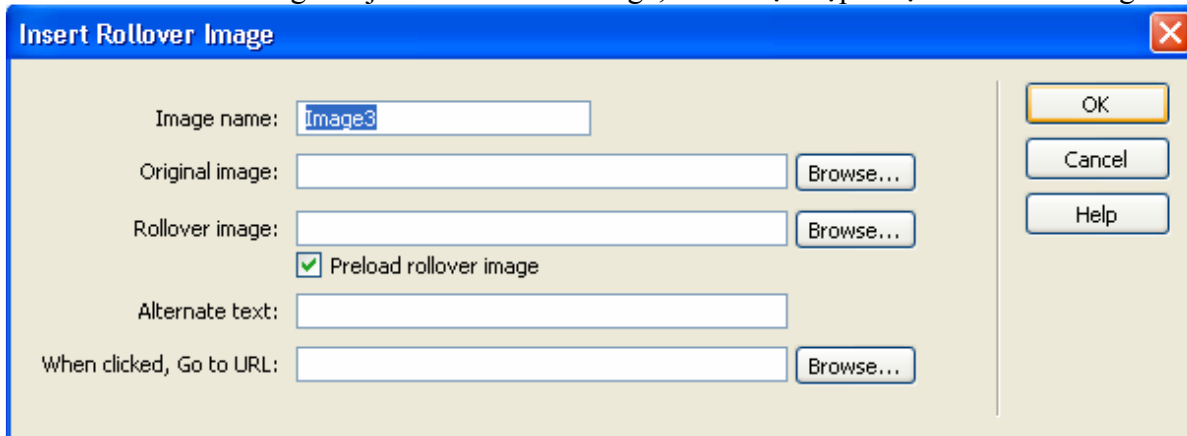 Insert Rollover Image
Image name: Image3
OK
Original image: Browse...
Cancel
Rollover image: Browse...
Help
Preload rollover image
Alternate text:
When clicked, Go to URL: Browse...